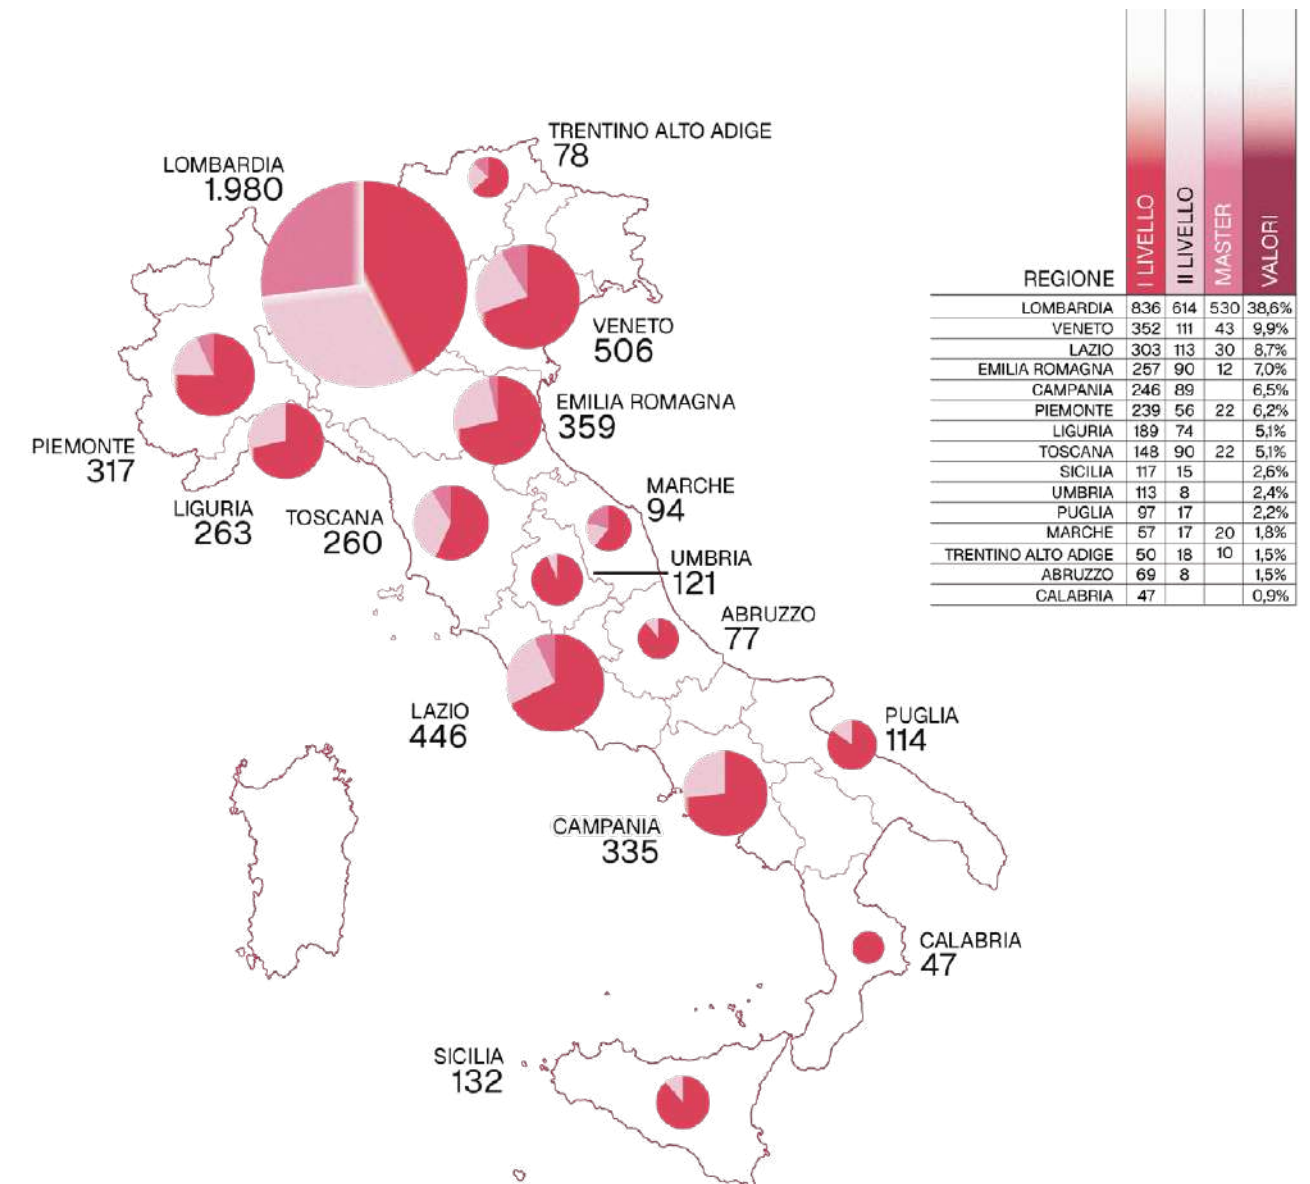 TRENTINO ALTO ADIGE
78
LOMBARDIA
1.980
VENETO
506
EMILIA ROMAGNA
359
PIEMONTE
317
LIGURIA
263
TOSCANA
260
MARCHE
94
UMBRIA
121
ABRUZZO
77
LAZIO
446
PUGLIA
114
CAMPANIA
335
CALABRIA
47
SICILIA
132
REGIONE I LIVELLO II LIVELLO MASTER VALORI
LOMBARDIA 836 614 530 38,6%
VENETO 352 111 43 9,9%
LAZIO 303 113 30 8,7%
EMILIA ROMAGNA 257 90 12 7,0%
CAMPANIA 246 89 6,5%
PIEMONTE 239 56 22 6,2%
LIGURIA 189 74 5,1%
TOSCANA 148 90 22 5,1%
SICILIA 117 15 2,6%
UMBRIA 113 8 2,4%
PUGLIA 97 17 2,2%
MARCHE 57 17 20 1,8%
TRENTINO ALTO ADIGE 50 18 10 1,5%
ABRUZZO 69 8 1,5%
CALABRIA 47 0,9%